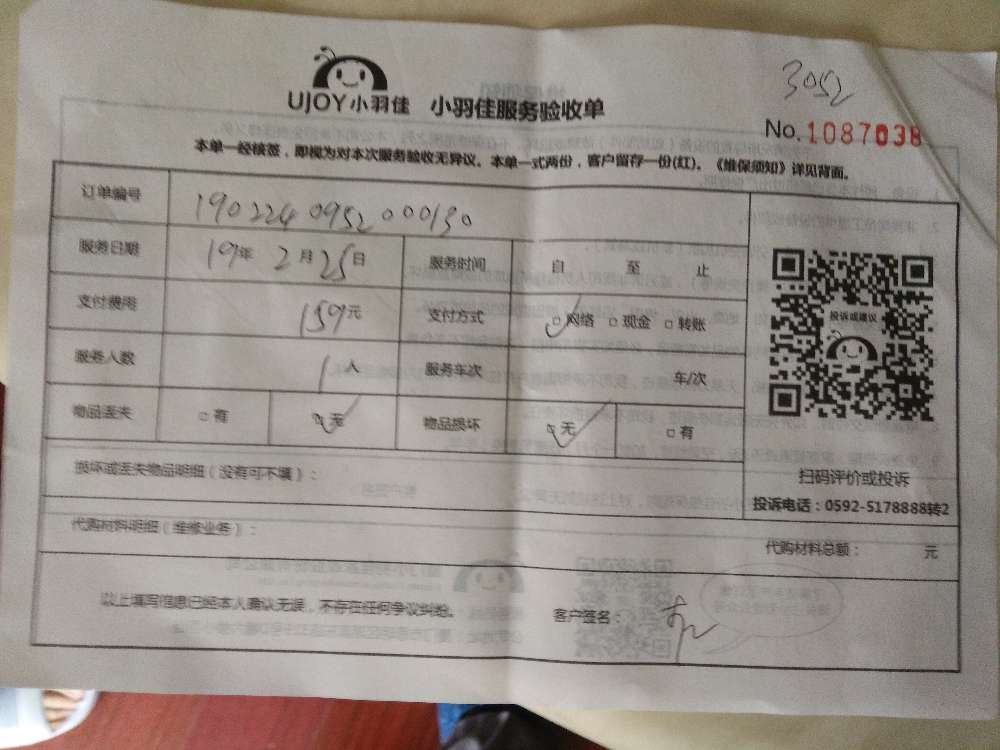 3052
UJOY小羽佳 小羽佳服务验收单
No. 1087038
本单一经核签，即视为对本次服务验收无异议。本单一式两份，客户留存一份(红)。《维保须知》详见背面。
订单编号 190224095200130
服务日期 19年 2月 25日 服务时间 自 至 止
支付费用 159元 支付方式 □网络 □现金 □转账
投诉或建议
服务人数 1人 服务车次 车/次
物品丢失 □有 □无 物品损坏 □无 □有
损坏或丢失物品明细（没有可不填）：
扫码评价或投诉
投诉电话：0592-5178888转2
代购材料明细（维修业务）：
代购材料总额： 元
以上填写信息已经本人确认无误，不存在任何争议纠纷。 客户签名：